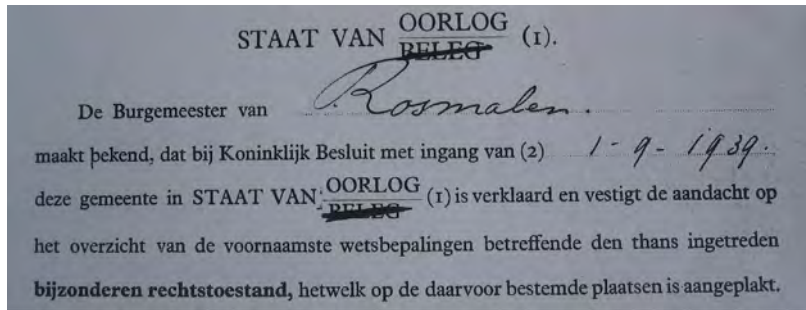 STAAT VAN OORLOG BELEG (1).
De Burgemeester van Rosmalen.
maakt bekend, dat bij Koninklijk Besluit met ingang van (2) 1-9-1939.
deze gemeente in STAAT VAN OORLOG BELEG (1) is verklaard en vestigt de aandacht op
het overzicht van de voornaamste wetsbepalingen betreffende den thans ingetreden
bijzonderen rechtstoestand, hetwelk op de daarvoor bestemde plaatsen is aangeplakt.